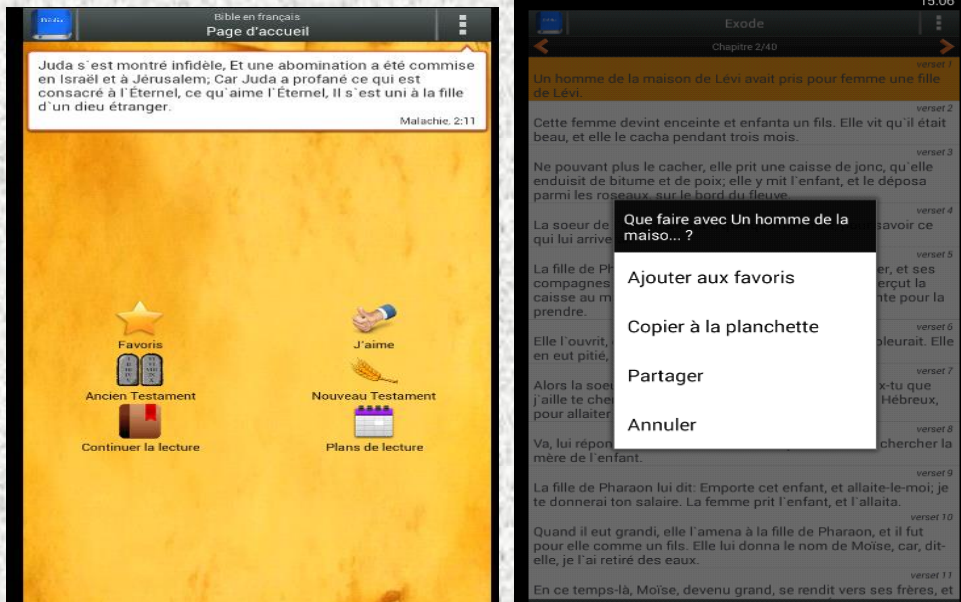 Bible en français
Page d'accueil
Juda s`est montré infidèle, Et une abomination a été commise
en Israël et à Jérusalem; Car Juda a profané ce qui est
consacré à l`Éternel, ce qu`aime l`Éternel, Il s`est uni à la fille
d`un dieu étranger.
Malachie, 2:11
Favoris
J'aime
Ancien Testament
Nouveau Testament
Continuer la lecture
Plans de lecture
15:06
Exode
Chapitre 2/40
verset 1
Un homme de la maison de Lévi avait pris pour femme une fille
de Lévi.
verset 2
Cette femme devint enceinte et enfanta un fils. Elle vit qu`il était
beau, et elle le cacha pendant trois mois.
verset 3
Ne pouvant plus le cacher, elle prit une caisse de jonc, qu`elle
enduisit de bitume et de poix; elle y mit l`enfant, et le déposa
parmi les roseaux, sur le bord du fleuve.
verset 4
La soeur de savoir ce
qui lui arrive
verset 5
La fille de Ph er, et ses
compagnes erçut la
caisse au m nte pour la
prendre.
verset 6
Elle l`ouvrit, pleurait. Elle
en eut pitié,
verset 7
Alors la soeu x-tu que
j`aille te cher Hébreux,
pour allaiter
verset 8
Va, lui répon chercher la
mère de l`enfant.
verset 9
La fille de Pharaon lui dit: Emporte cet enfant, et allaite-le-moi; je
te donnerai ton salaire. La femme prit l`enfant, et l`allaita.
verset 10
Quand il eut grandi, elle l`amena à la fille de Pharaon, et il fut
pour elle comme un fils. Elle lui donna le nom de Moïse, car, dit-
elle, je l`ai retiré des eaux.
verset 11
En ce temps-là, Moïse, devenu grand, se rendit vers ses frères, et
Que faire avec Un homme de la
maiso... ?
Ajouter aux favoris
Copier à la planchette
Partager
Annuler